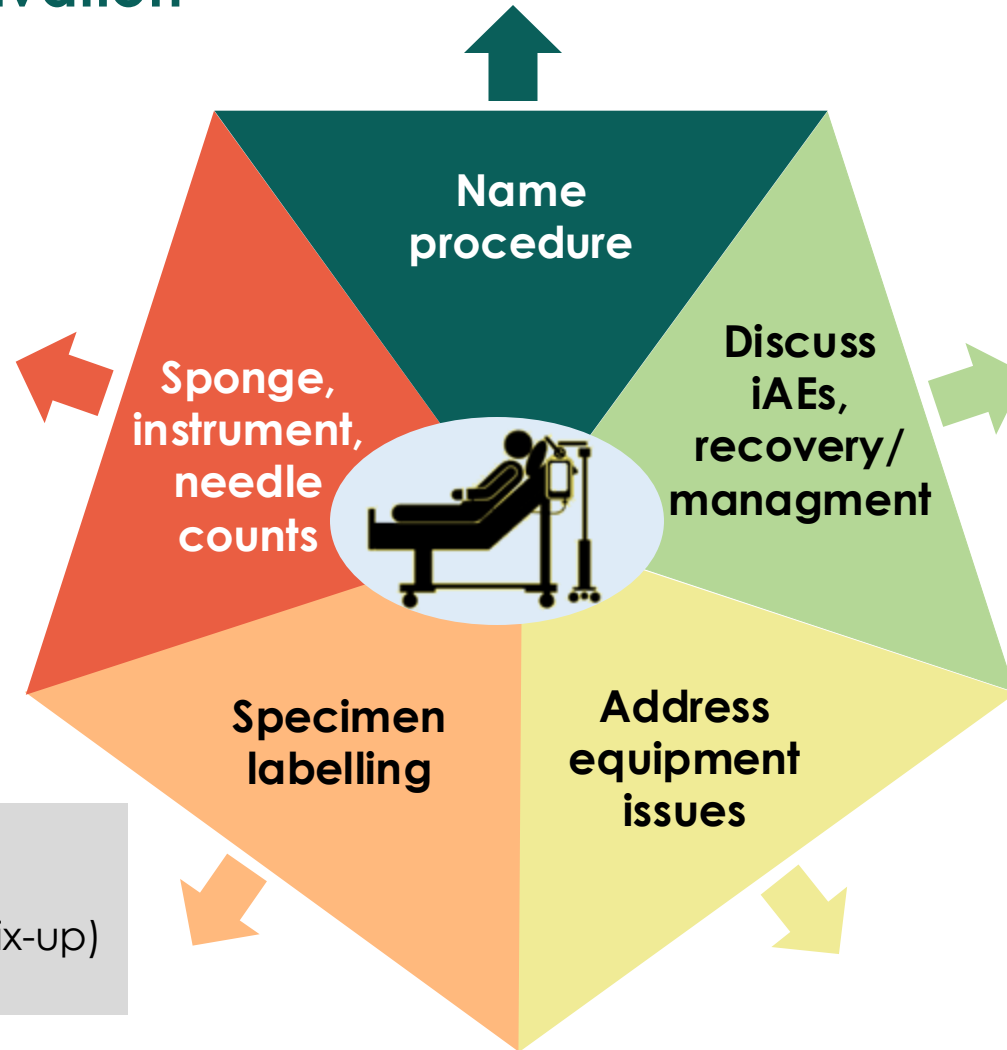 Name
procedure
Discuss
iAEs,
recovery/
managment
Sponge,
instrument,
needle
counts
Specimen
labelling
Address
equipment
issues
ix-up)